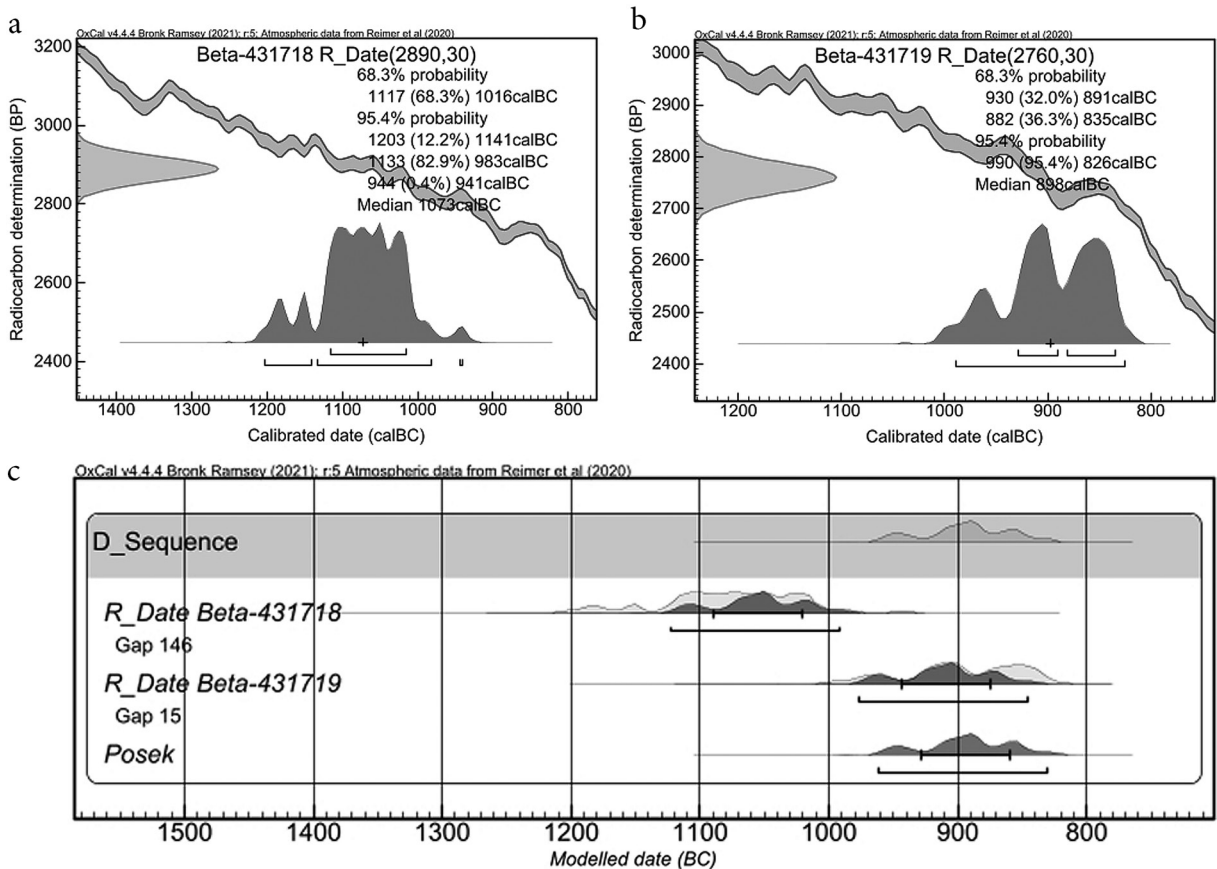 a
OxCal v4.4.4 Bronk Ramsey (2021); r:5; Atmospheric data from Reimer et al (2020)
Beta-431718 R_Date(2890,30)
68.3% probability
1117 (68.3%) 1016calBC
95.4% probability
1203 (12.2%) 1141calBC
1133 (82.9%) 983calBC
944 (0.4%) 941calBC
Median 1073calBC
Radiocarbon determination (BP)
3200
3000
2800
2600
2400
1400 1300 1200 1100 1000 900 800
Calibrated date (calBC)
b
OxCal v4.4.4 Bronk Ramsey (2021); r:5; Atmospheric data from Reimer et al (2020)
Beta-431719 R_Date(2760,30)
68.3% probability
930 (32.0%) 891calBC
882 (36.3%) 835calBC
95.4% probability
990 (95.4%) 826calBC
Median 898calBC
Radiocarbon determination (BP)
3000
2900
2800
2700
2600
2500
2400
1200 1100 1000 900 800
Calibrated date (calBC)
c
OxCal v4.4.4 Bronk Ramsey (2021); r:5 Atmospheric data from Reimer et al (2020)
D_Sequence
R_Date Beta-431718
Gap 146
R_Date Beta-431719
Gap 15
Posek
1500 1400 1300 1200 1100 1000 900 800
Modelled date (BC)